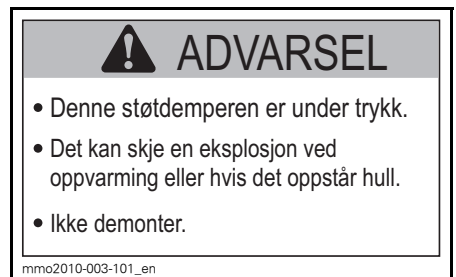 ADVARSEL
• Denne støtdemperen er under trykk.
• Det kan skje en eksplosjon ved
oppvarming eller hvis det oppstår hull.
• Ikke demonter.
mmo2010-003-101_en